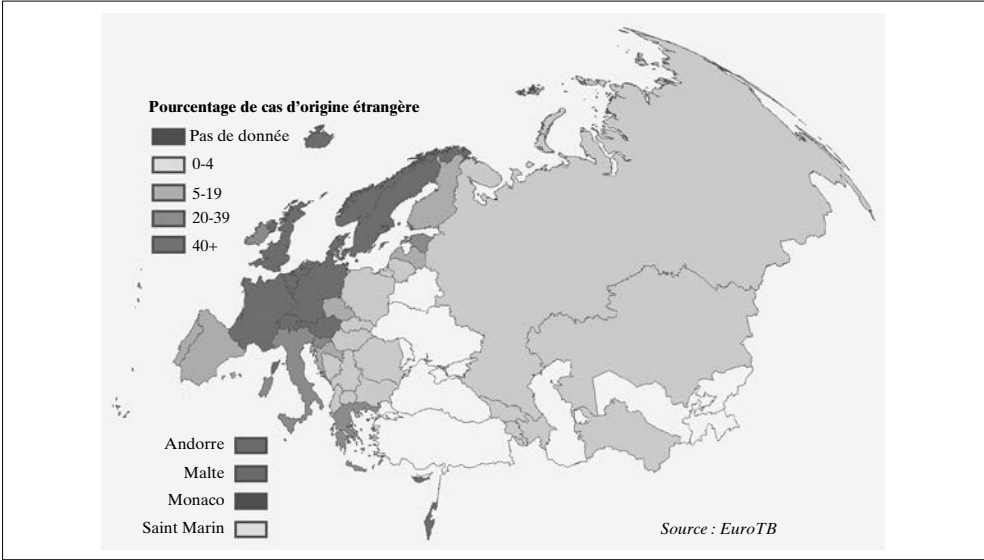 Pourcentage de cas d'origine étrangère
Pas de donnée
0-4
5-19
20-39
40+
Andorre
Malte
Monaco
Saint Marin
Source : EuroTB